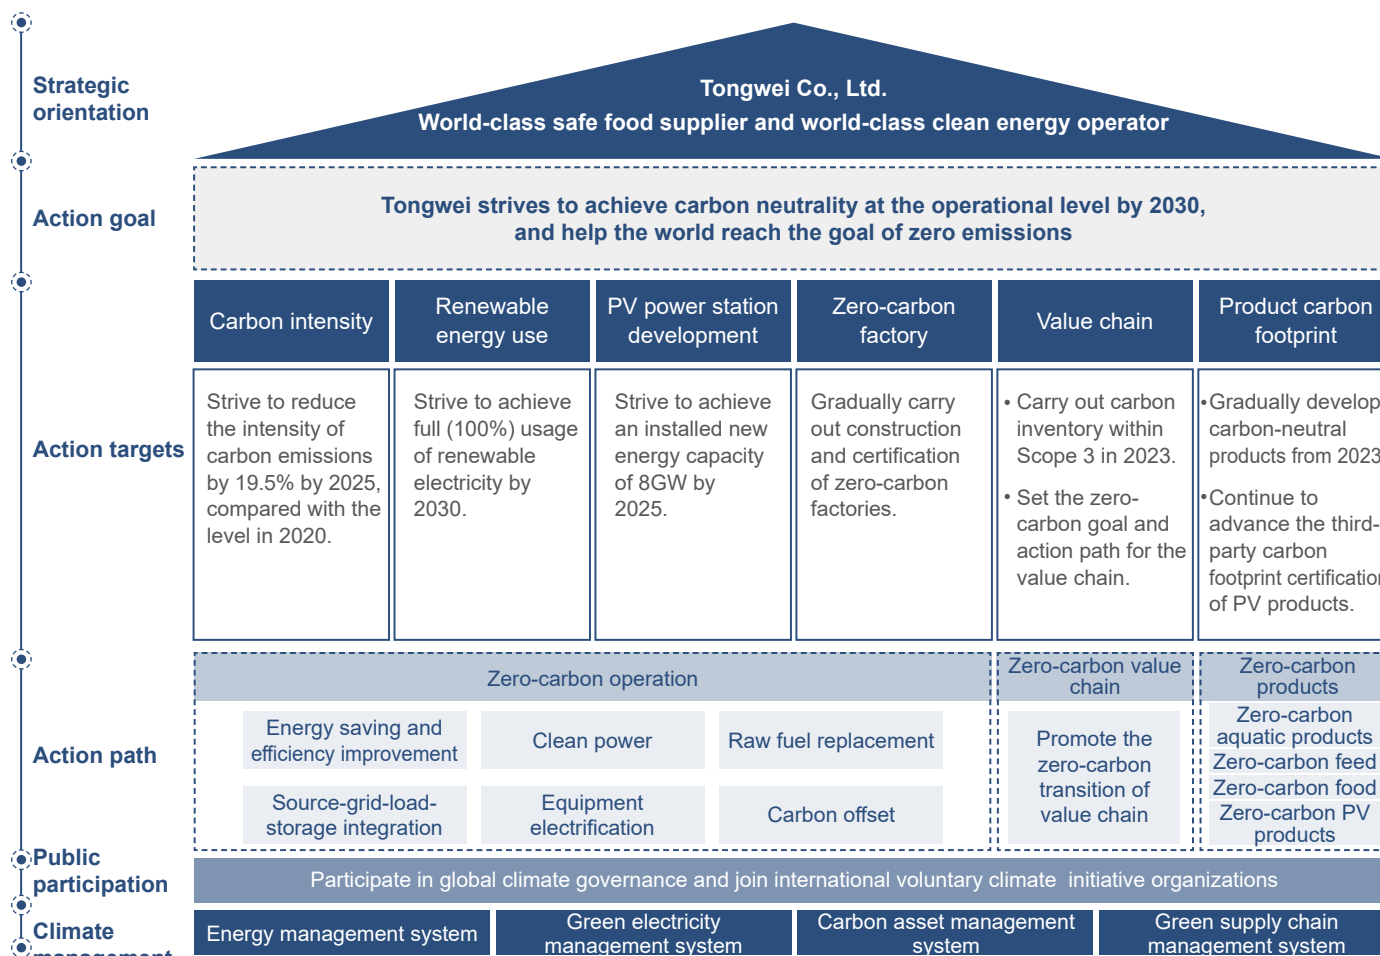 Strategic
orientation
Tongwei Co., Ltd.
World-class safe food supplier and world-class clean energy operator
Action goal
Tongwei strives to achieve carbon neutrality at the operational level by 2030,
and help the world reach the goal of zero emissions
Action targets
Carbon intensity
Strive to reduce
the intensity of
carbon emissions
by 19.5% by 2025,
compared with the
level in 2020.
Renewable
energy use
Strive to achieve
full (100%) usage
of renewable
electricity by
2030.
PV power station
development
Strive to achieve
an installed new
energy capacity
of 8GW by
2025.
Zero-carbon
factory
Gradually carry
out construction
and certification
of zero-carbon
factories.
Value chain
• Carry out carbon
inventory within
Scope 3 in 2023.
• Set the zero-
carbon goal and
action path for the
value chain.
Product carbon
footprint
•Gradually develop
carbon-neutral
products from 2023
•Continue to
advance the third-
party carbon
footprint certification
of PV products.
Action path
Zero-carbon operation
Energy saving and
efficiency improvement
Clean power
Raw fuel replacement
Source-grid-load-
storage integration
Equipment
electrification
Carbon offset
Zero-carbon value
chain
Promote the
zero-carbon
transition of
value chain
Zero-carbon
products
Zero-carbon
aquatic products
Zero-carbon feed
Zero-carbon food
Zero-carbon PV
products
Public
participation
Participate in global climate governance and join international voluntary climate initiative organizations
Climate
management
Energy management system
Green electricity
management system
Carbon asset management
system
Green supply chain
management system